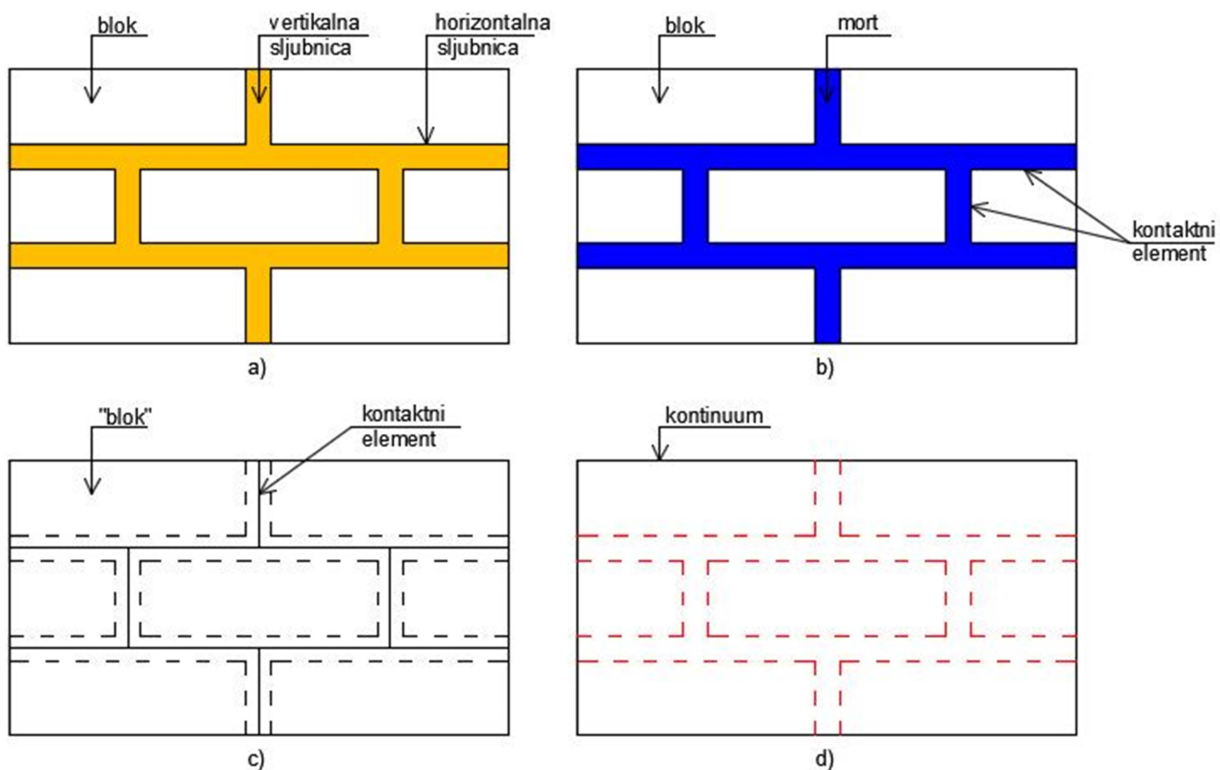 blok
vertikalna
sljubnica
horizontalna
sljubnica
a)
blok
mort
kontaktni
element
b)
"blok"
kontaktni
element
c)
kontinuum
d)